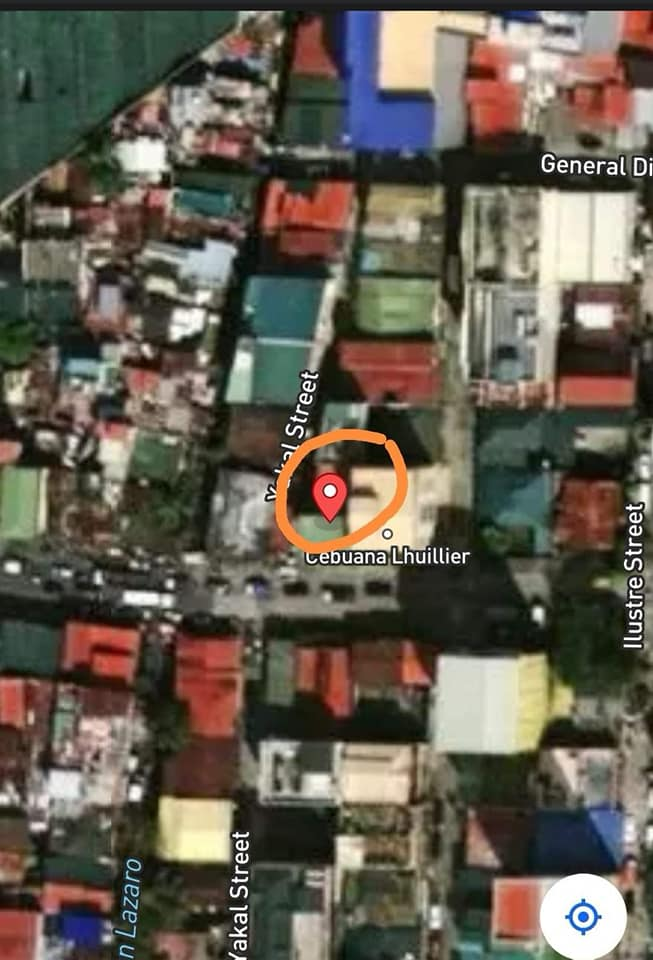 General Di
Yakal Street
Cebuana Lhuillier
Ilustre Street
Yakal Street
n Lazaro